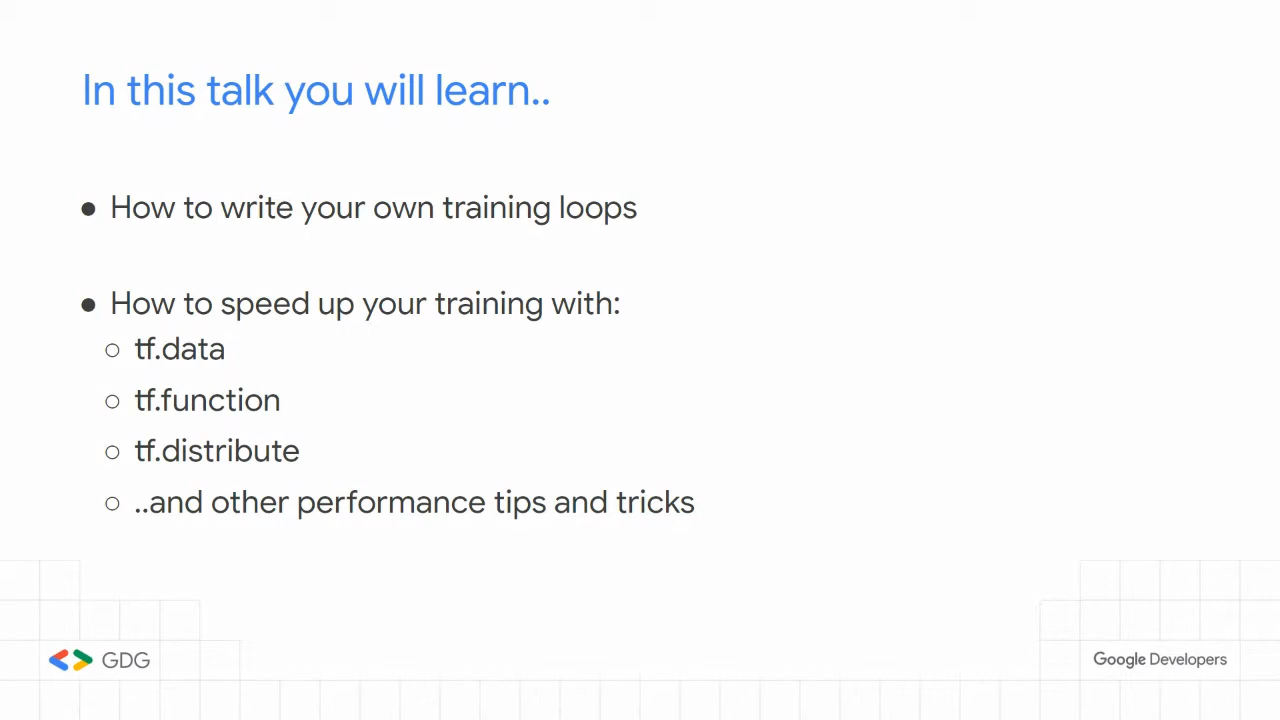 In this talk you will learn..
● How to write your own training loops
● How to speed up your training with:
○ tf.data
○ tf.function
○ tf.distribute
○ ..and other performance tips and tricks
GDG
Google Developers